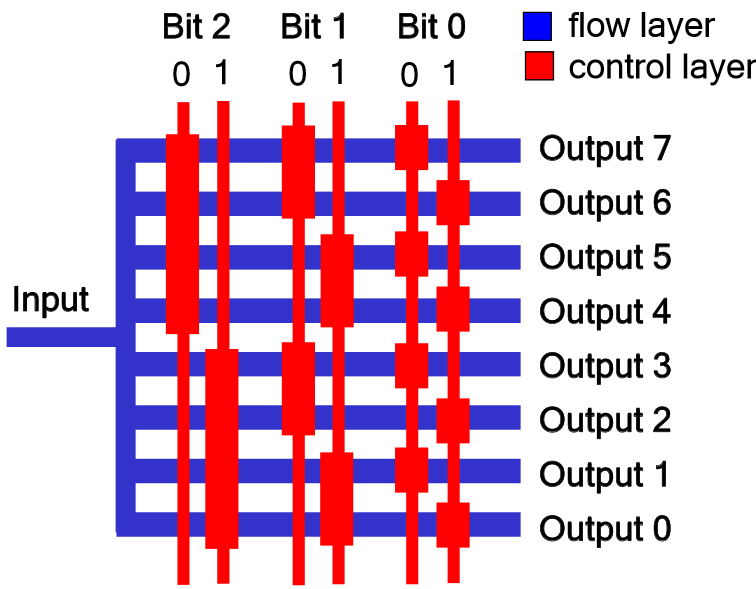 Bit 2 Bit 1 Bit 0
flow layer
control layer
0 1 0 1 0 1
Output 7
Output 6
Output 5
Input
Output 4
Output 3
Output 2
Output 1
Output 0